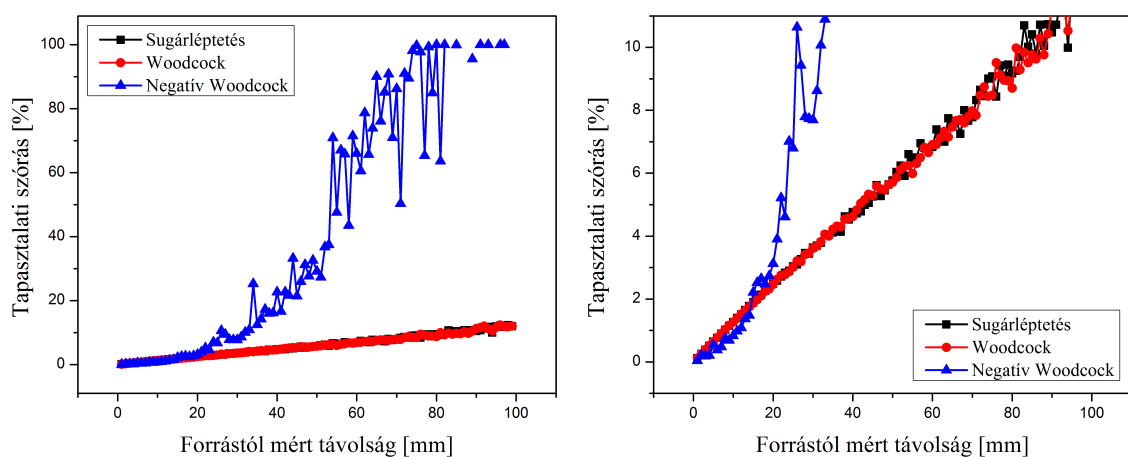 Sugárléptetés
Woodcock
Negatív Woodcock
100
80
60
40
20
0
0
20
40
60
80
100
Tapasztalati szórás [%]
Forrástól mért távolság [mm]
10
8
6
4
2
0
0
20
40
60
80
100
Tapasztalati szórás [%]
Forrástól mért távolság [mm]
Sugárléptetés
Woodcock
Negatív Woodcock